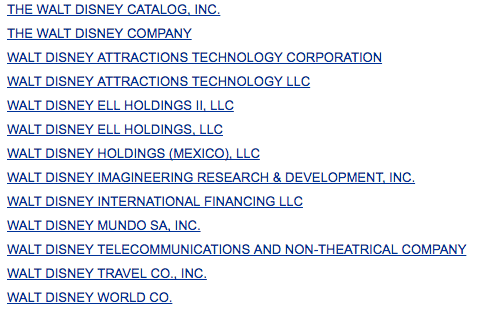 THE WALT DISNEY CATALOG, INC.
THE WALT DISNEY COMPANY
WALT DISNEY ATTRACTIONS TECHNOLOGY CORPORATION
WALT DISNEY ATTRACTIONS TECHNOLOGY LLC
WALT DISNEY ELL HOLDINGS II, LLC
WALT DISNEY ELL HOLDINGS, LLC
WALT DISNEY HOLDINGS (MEXICO), LLC
WALT DISNEY IMAGINEERING RESEARCH & DEVELOPMENT, INC.
WALT DISNEY INTERNATIONAL FINANCING LLC
WALT DISNEY MUNDO SA, INC.
WALT DISNEY TELECOMMUNICATIONS AND NON-THEATRICAL COMPANY
WALT DISNEY TRAVEL CO., INC.
WALT DISNEY WORLD CO.